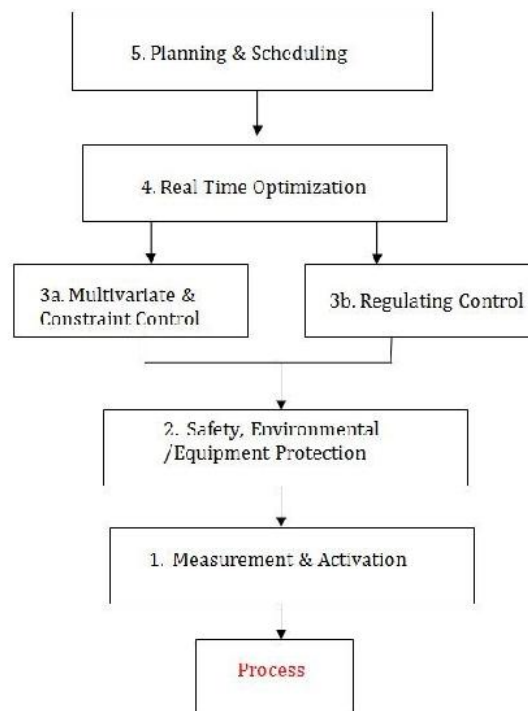 5. Planning & Scheduling
4. Real Time Optimization
3a. Multivariate &
Constraint Control
3b. Regulating Control
2. Safety, Environmental
/Equipment Protection
1. Measurement & Activation
Process